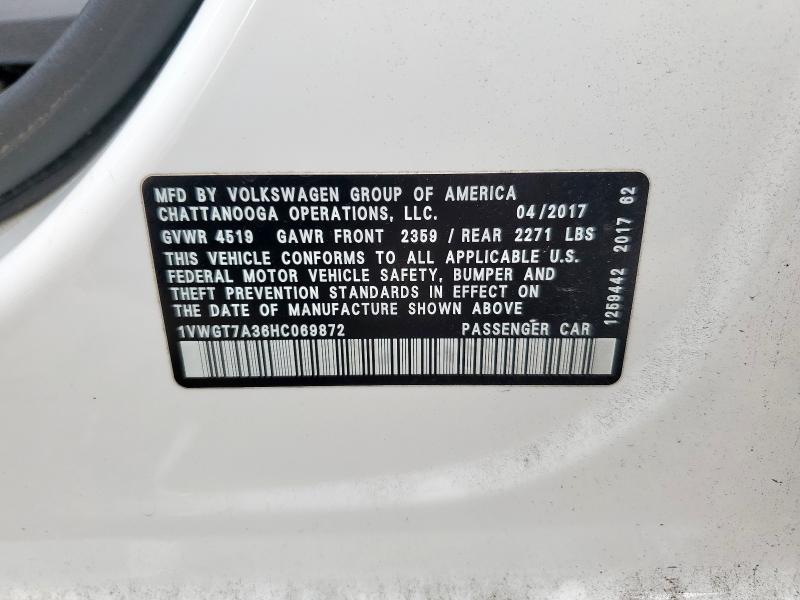 MFD BY VOLKSWAGEN GROUP OF AMERICA
CHATTANOOGA OPERATIONS, LLC. 04/2017
GVWR 4519 GAWR FRONT 2359 / REAR 2271 LBS
THIS VEHICLE CONFORMS TO ALL APPLICABLE U.S.
FEDERAL MOTOR VEHICLE SAFETY, BUMPER AND
THEFT PREVENTION STANDARDS IN EFFECT ON
THE DATE OF MANUFACTURE SHOWN ABOVE
1VWGT7A36HC069872 PASSENGER CAR
1259442 2017 62